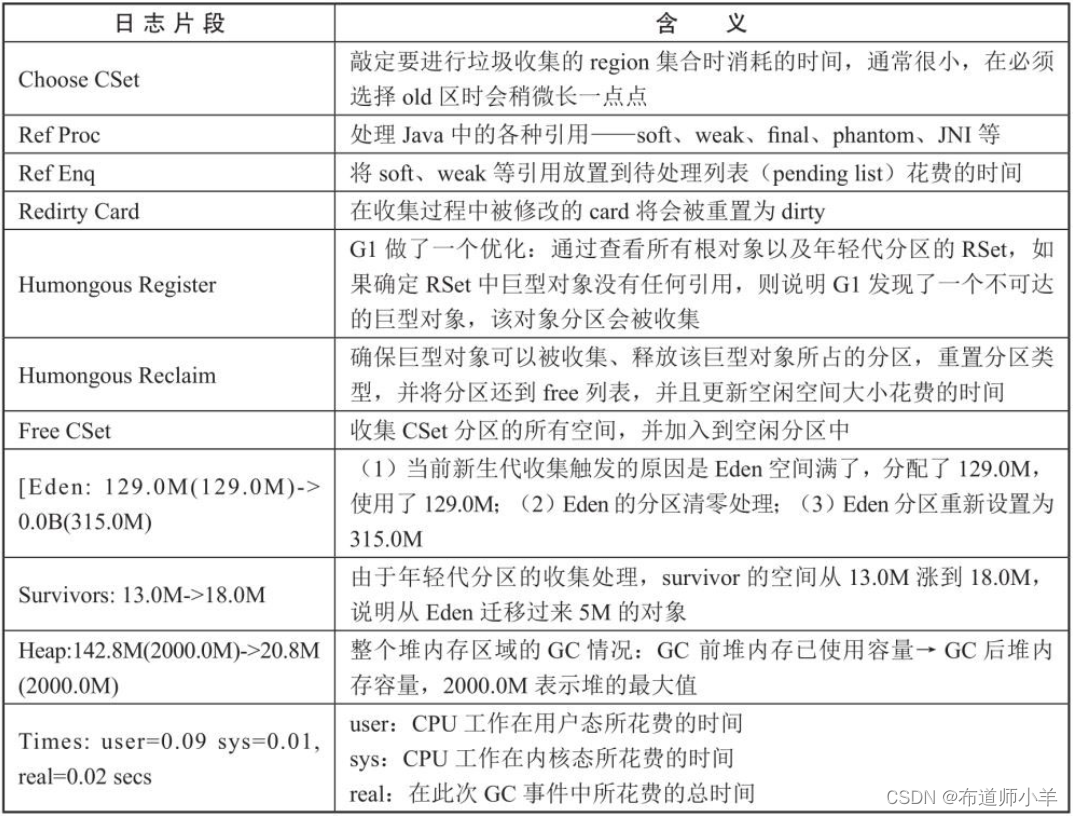 日志片段
含 义
Choose CSet
敲定要进行垃圾收集的 region 集合时消耗的时间，通常很小，在必须
选择 old 区时会稍微长一点点
Ref Proc
处理 Java 中的各种引用——soft、weak、final、phantom、JNI 等
Ref Enq
将 soft、weak 等引用放置到待处理列表（pending list）花费的时间
Redirty Card
在收集过程中被修改的 card 将会被重置为 dirty
Humongous Register
G1 做了一个优化：通过查看所有根对象以及年轻代分区的 RSet，如
果确定 RSet 中巨型对象没有任何引用，则说明 G1 发现了一个不可达
的巨型对象，该对象分区会被收集
Humongous Reclaim
确保巨型对象可以被收集、释放该巨型对象所占的分区，重置分区类
型，并将分区还到 free 列表，并且更新空闲空间大小花费的时间
Free CSet
收集 CSet 分区的所有空间，并加入到空闲分区中
[Eden: 129.0M(129.0M)->
0.0B(315.0M)
（1）当前新生代收集触发的原因是 Eden 空间满了，分配了 129.0M，
使用了 129.0M；（2）Eden 的分区清零处理；（3）Eden 分区重新设置为
315.0M
Survivors: 13.0M->18.0M
由于年轻代分区的收集处理，survivor 的空间从 13.0M 涨到 18.0M，
说明从 Eden 迁移过来 5M 的对象
Heap:142.8M(2000.0M)->20.8M
(2000.0M)
整个堆内存区域的 GC 情况：GC 前堆内存已使用容量→ GC 后堆内
存容量，2000.0M 表示堆的最大值
Times: user=0.09 sys=0.01,
real=0.02 secs
user：CPU 工作在用户态所花费的时间
sys：CPU 工作在内核态所花费的时间
real：在此次 GC 事件中所花费的总时间
CSDN @布道师小羊